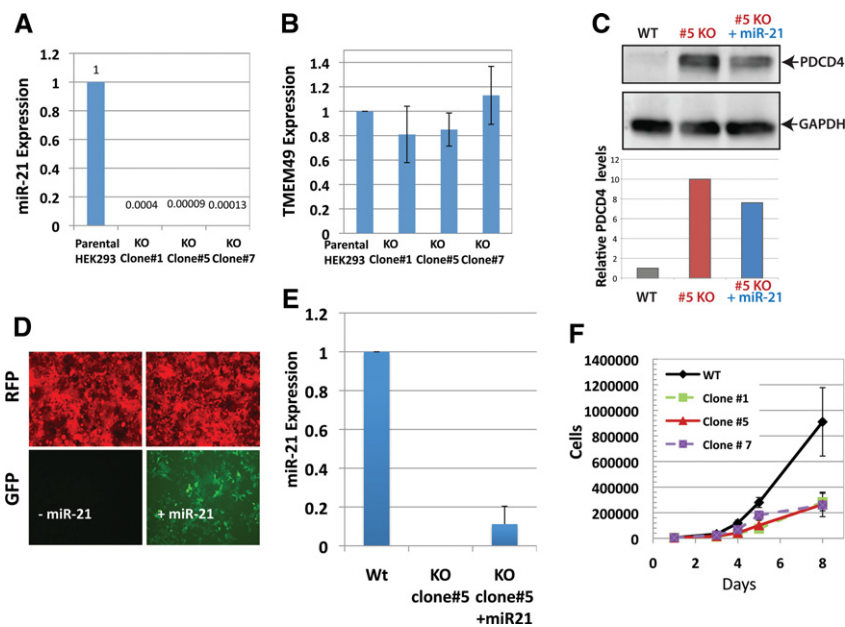 A
miR-21 Expression
1.2
1
0.8
0.6
0.4
0.2
0
1
0.0004
0.00009
0.00013
Parental HEK293
KO Clone#1
KO Clone#5
KO Clone#7
B
TMEM49 Expression
1.6
1.4
1.2
1
0.8
0.6
0.4
0.2
0
Parental HEK293
KO Clone#1
KO Clone#5
KO Clone#7
C
WT
#5 KO
#5 KO
+ miR-21
PDCD4
GAPDH
Relative PDCD4 levels
12
10
8
6
4
2
0
WT
#5 KO
#5 KO
+ miR-21
D
RFP
GFP
- miR-21
+ miR-21
E
miR-21 Expression
1.2
1
0.8
0.6
0.4
0.2
0
Wt
KO
clone#5
KO
clone#5
+miR21
F
Cells
1400000
1200000
1000000
800000
600000
400000
200000
0
WT
Clone #1
Clone #5
Clone # 7
0
2
4
6
8
Days